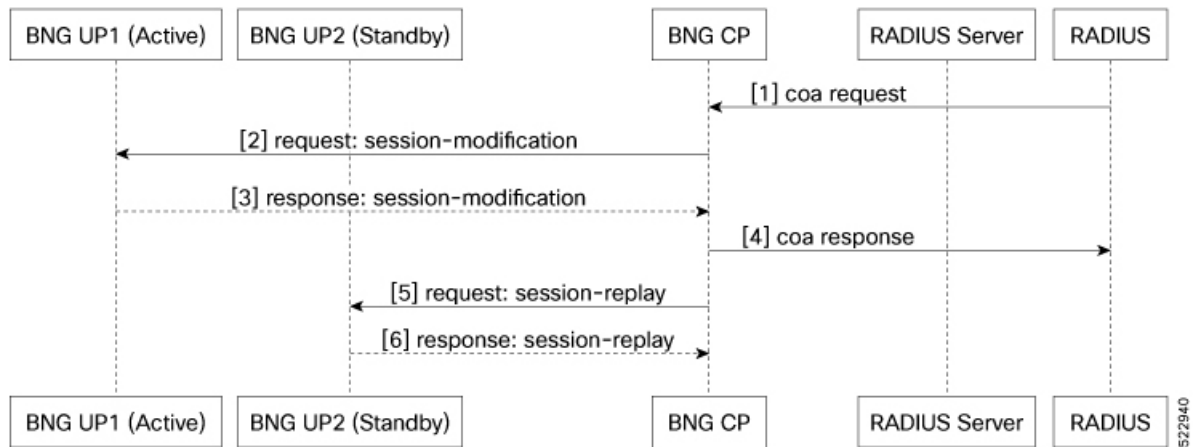 BNG UP1 (Active) BNG UP2 (Standby) BNG CP RADIUS Server RADIUS
[1] coa request
[2] request: session-modification
[3] response: session-modification
[4] coa response
[5] request: session-replay
[6] response: session-replay
BNG UP1 (Active) BNG UP2 (Standby) BNG CP RADIUS Server RADIUS
522940